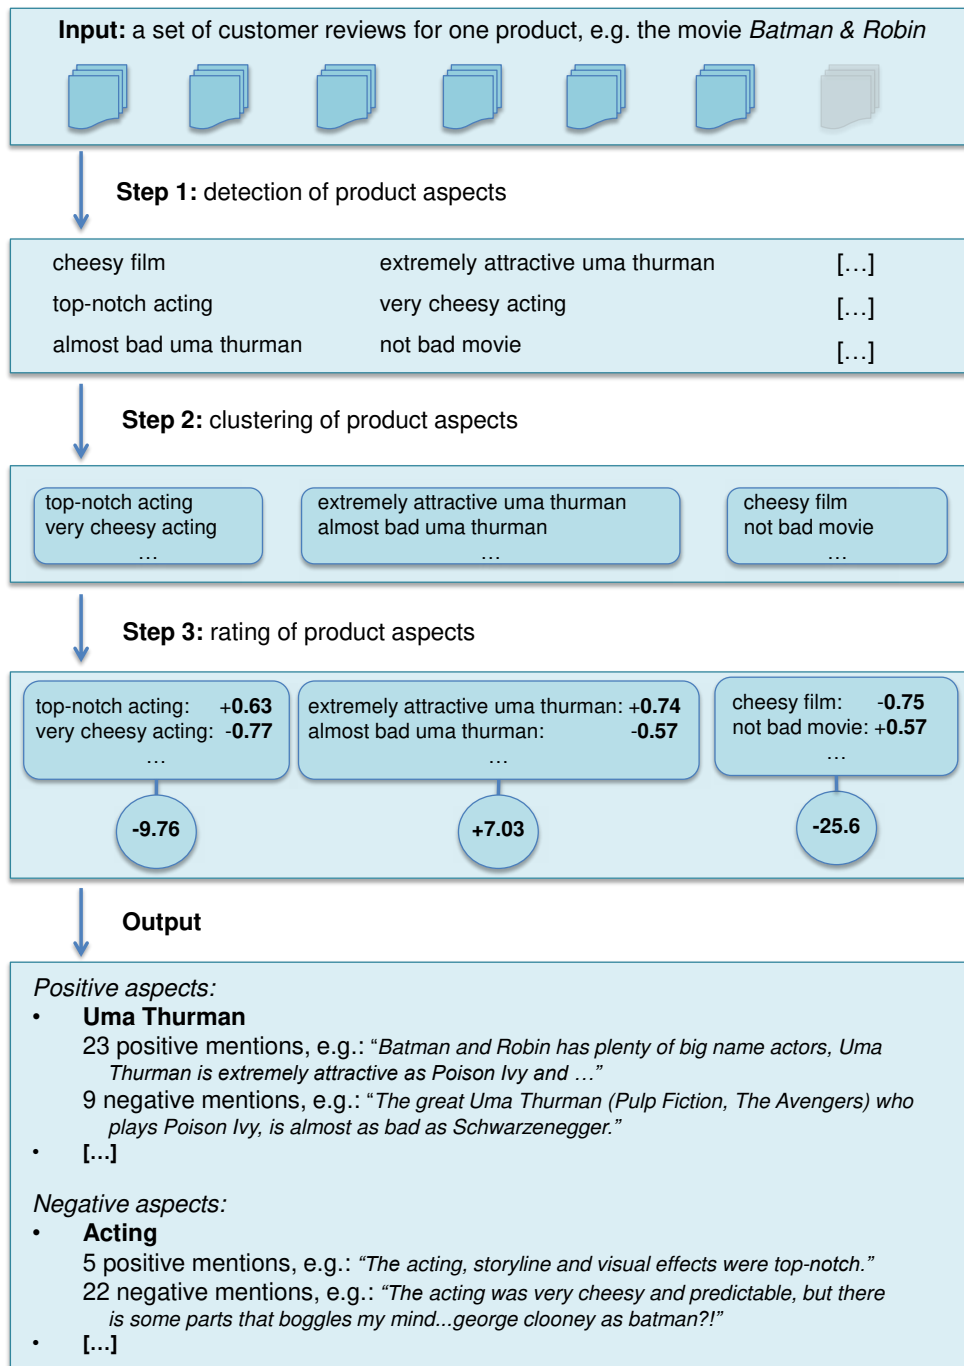 Input: a set of customer reviews for one product, e.g. the movie Batman & Robin
Step 1: detection of product aspects
cheesy film extremely attractive uma thurman […]
top-notch acting very cheesy acting […]
almost bad uma thurman not bad movie […]
Step 2: clustering of product aspects
top-notch acting
very cheesy acting
…
extremely attractive uma thurman
almost bad uma thurman
…
cheesy film
not bad movie
…
Step 3: rating of product aspects
top-notch acting: +0.63
very cheesy acting: -0.77
…
-9.76
extremely attractive uma thurman: +0.74
almost bad uma thurman: -0.57
…
+7.03
cheesy film: -0.75
not bad movie: +0.57
…
-25.6
Output
Positive aspects:
• Uma Thurman
23 positive mentions, e.g.: “Batman and Robin has plenty of big name actors, Uma
Thurman is extremely attractive as Poison Ivy and …”
9 negative mentions, e.g.: “The great Uma Thurman (Pulp Fiction, The Avengers) who
plays Poison Ivy, is almost as bad as Schwarzenegger.”
• […]
Negative aspects:
• Acting
5 positive mentions, e.g.: “The acting, storyline and visual effects were top-notch.”
22 negative mentions, e.g.: “The acting was very cheesy and predictable, but there
is some parts that boggles my mind...george clooney as batman?!”
• […]